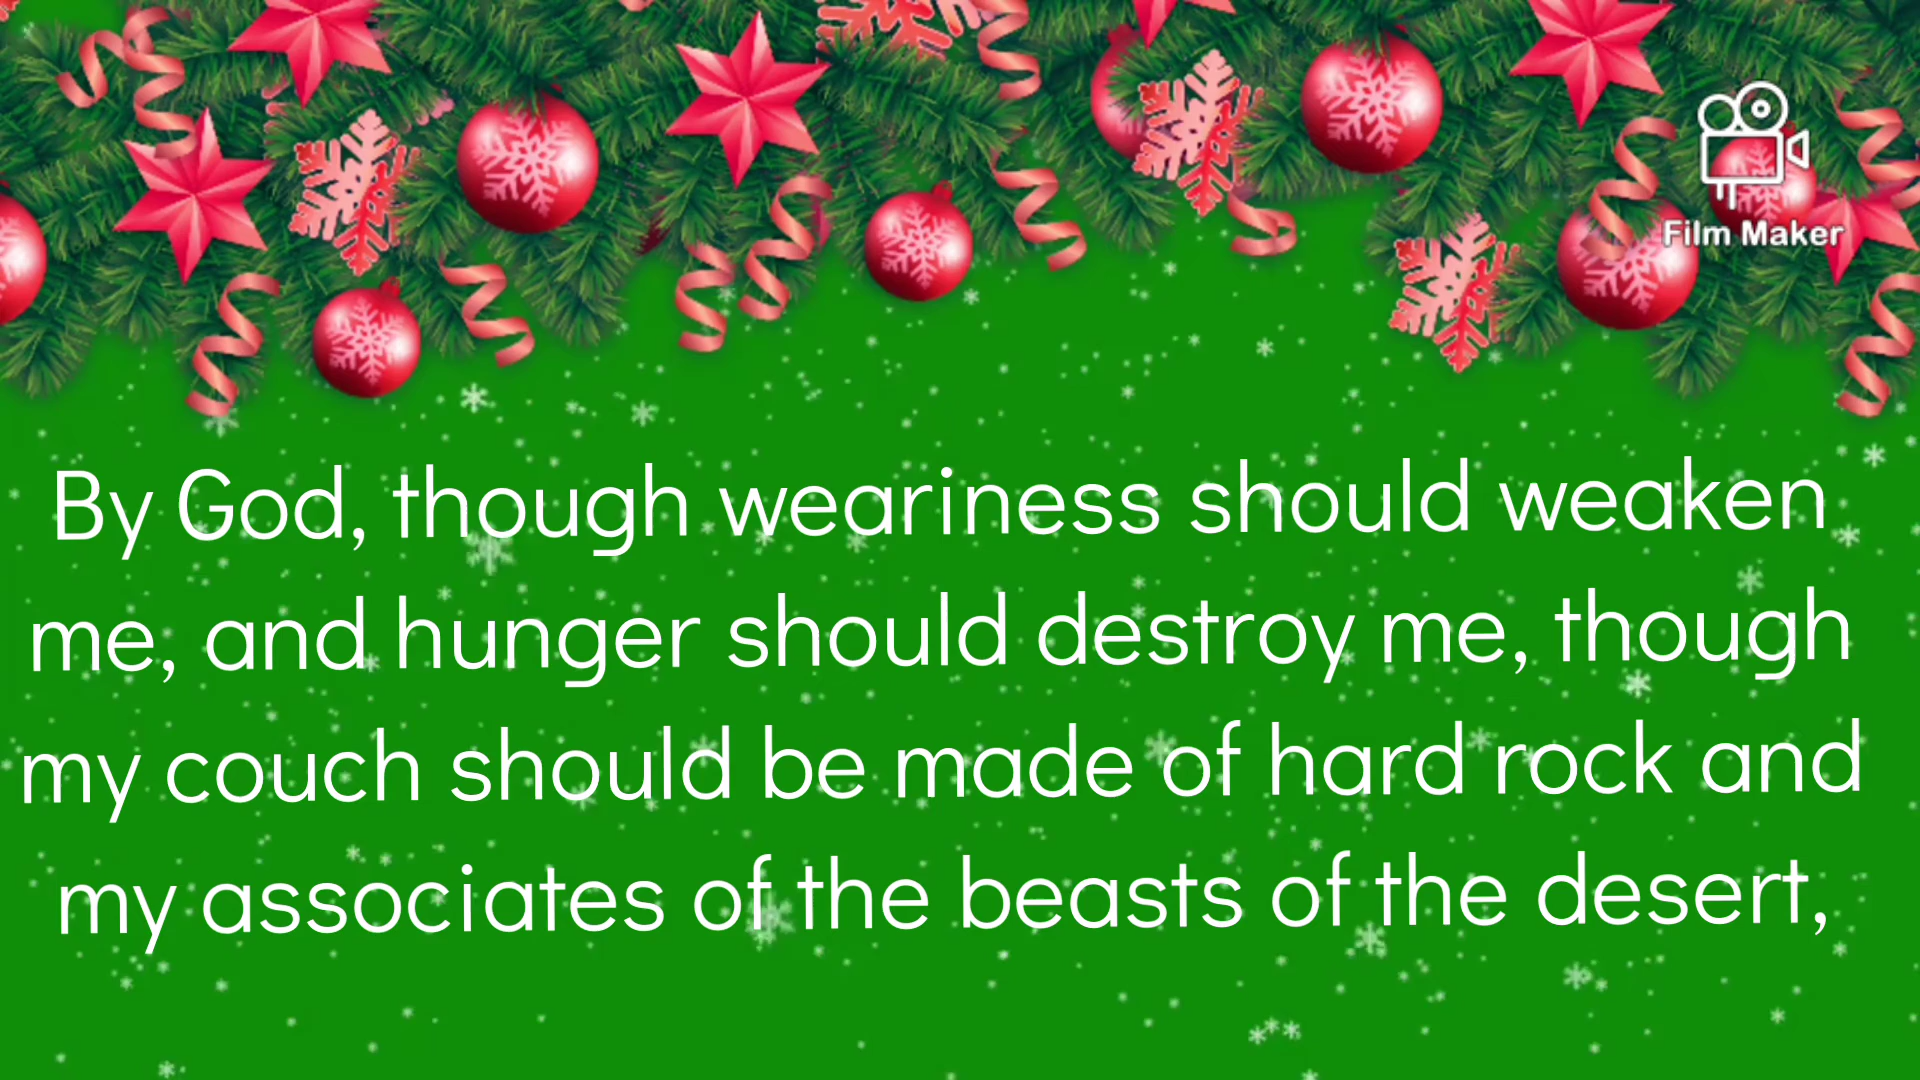 Film Maker
By God, though weariness should weaken
me, and hunger should destroy me, though
my couch should be made of hard rock and
my associates of the beasts of the desert,